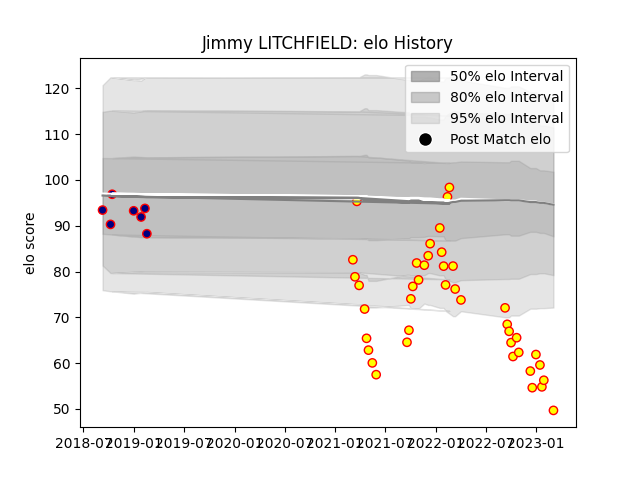 Jimmy LITCHFIELD: elo History
50% elo Interval
80% elo Interval
95% elo Interval
Post Match elo
elo score
120
110
100
90
80
70
60
50
2018-07 2019-01 2019-07 2020-01 2020-07 2021-01 2021-07 2022-01 2022-07 2023-01